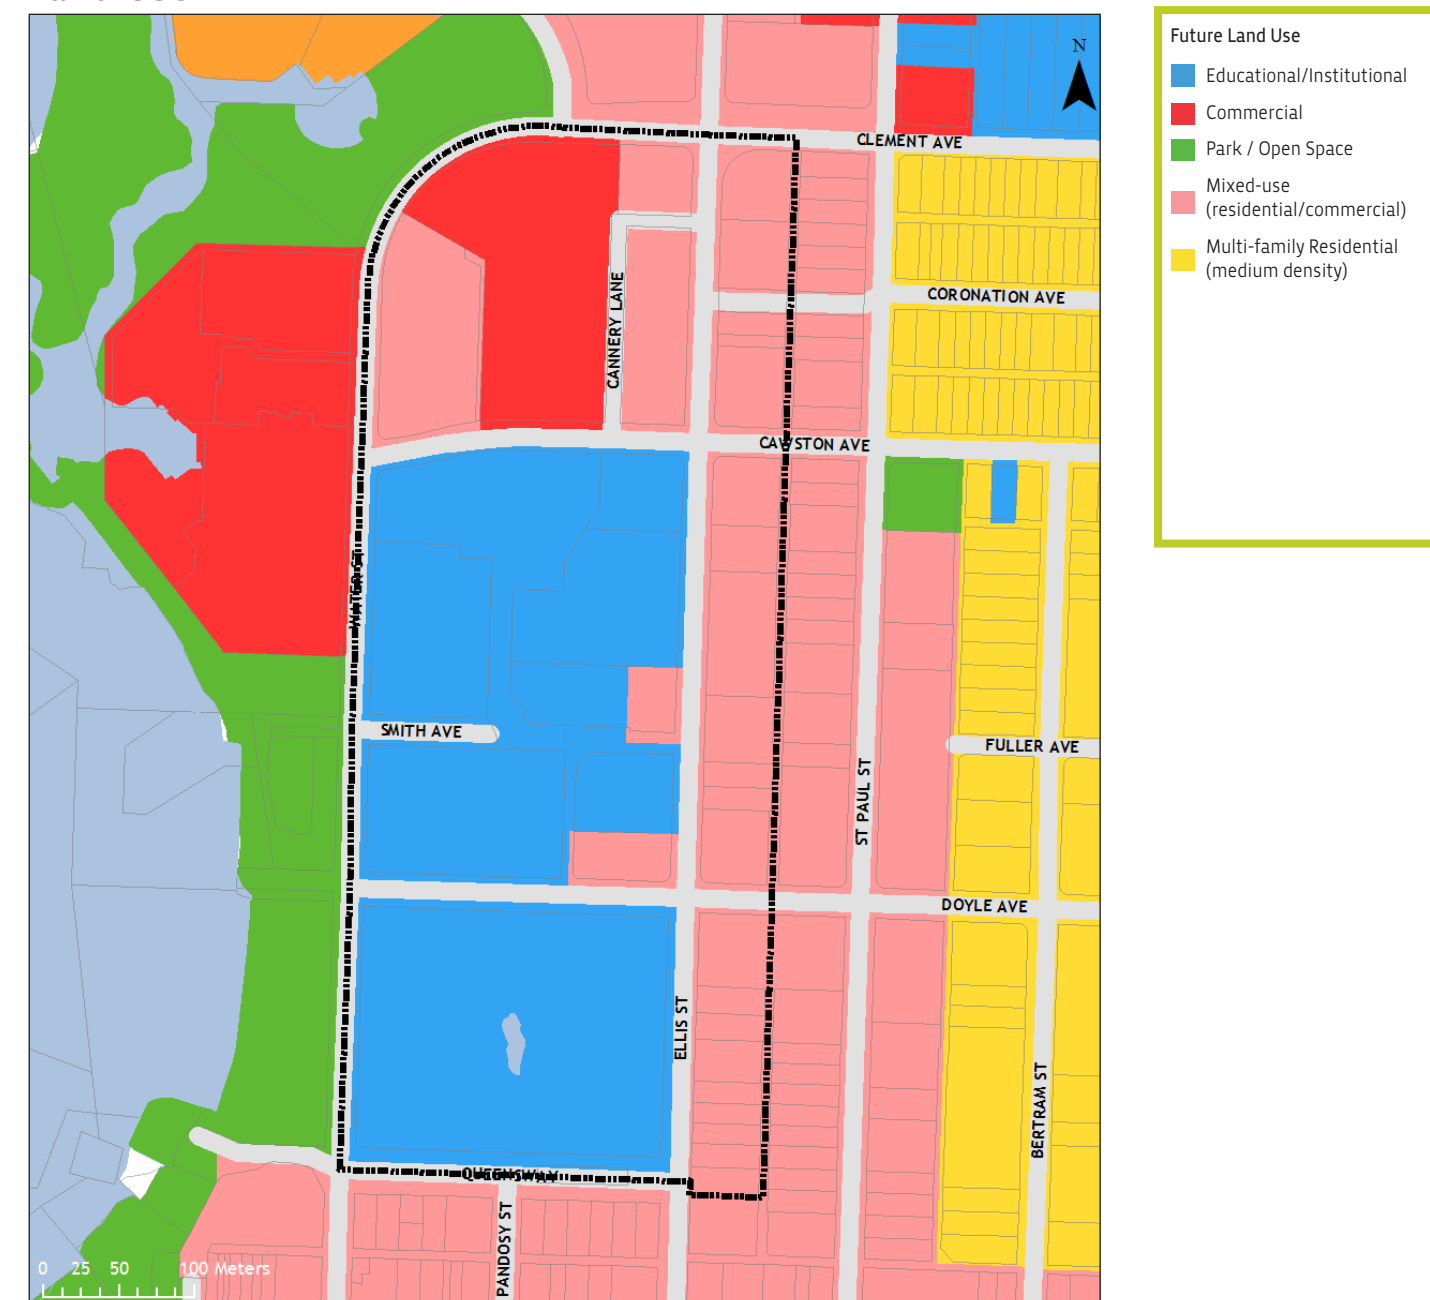 N
CLEMENT AVE
CORONATION AVE
CANNERY LANE
CAWSTON AVE
WATER ST
SMITH AVE
FULLER AVE
ST PAUL ST
DOYLE AVE
ELLIS ST
BERTRAM ST
QUEENSWAY
PANDOSY ST
0 25 50 100 Meters
Future Land Use
Educational/Institutional
Commercial
Park / Open Space
Mixed-use
(residential/commercial)
Multi-family Residential
(medium density)